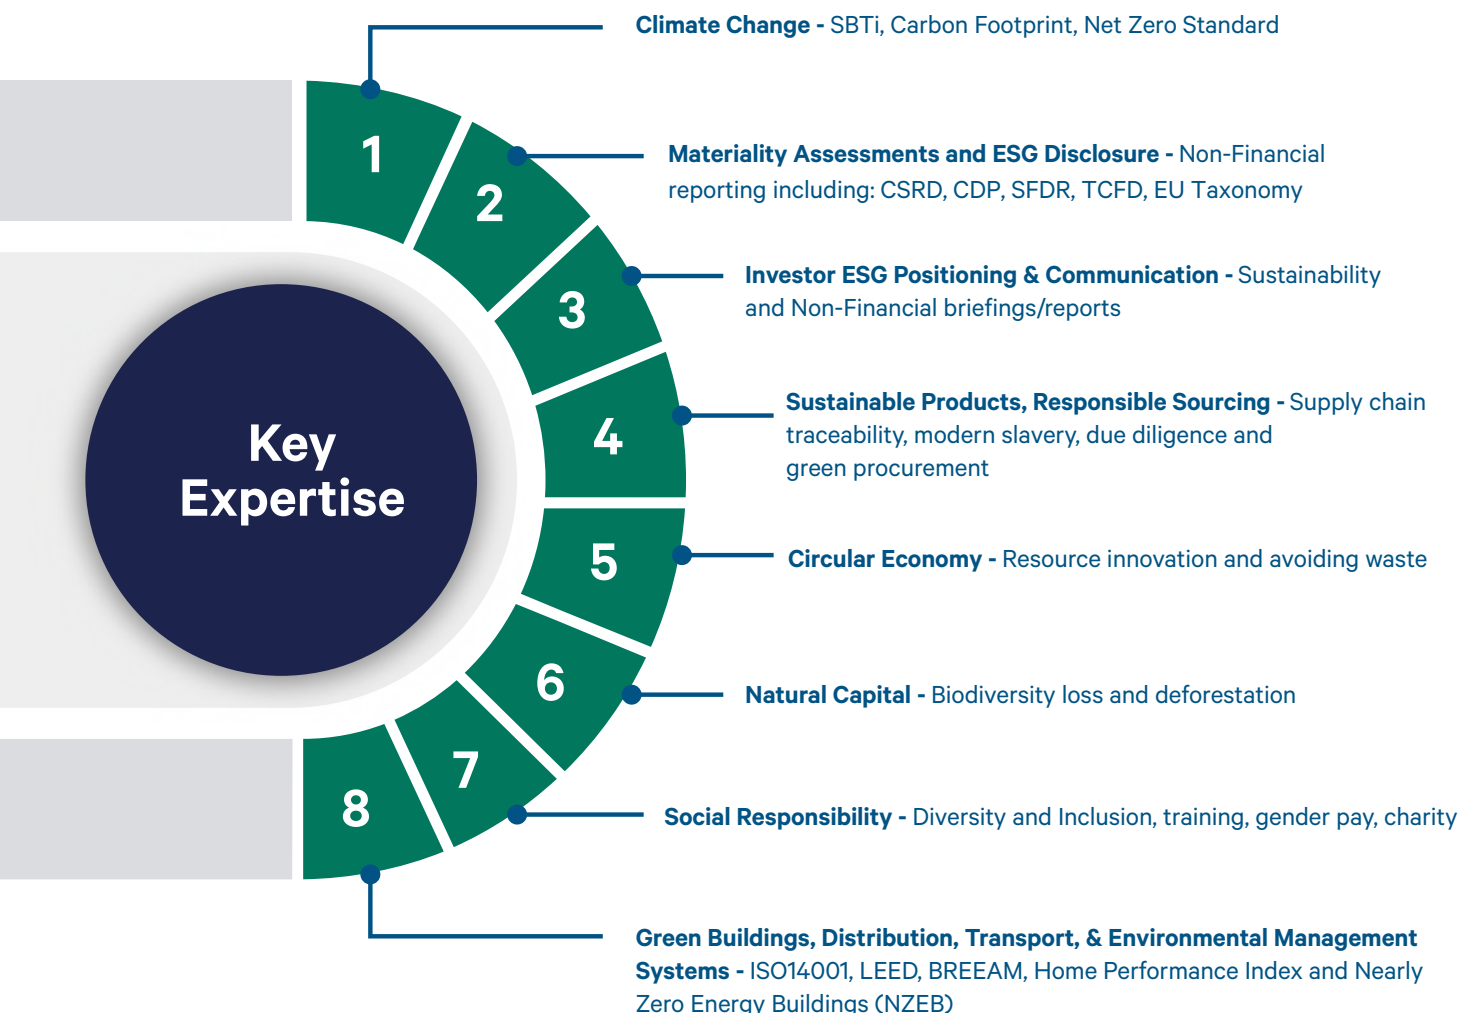 Climate Change - SBTi, Carbon Footprint, Net Zero Standard
1
Materiality Assessments and ESG Disclosure - Non-Financial
reporting including: CSRD, CDP, SFDR, TCFD, EU Taxonomy
2
Investor ESG Positioning & Communication - Sustainability
and Non-Financial briefings/reports
3
Sustainable Products, Responsible Sourcing - Supply chain
traceability, modern slavery, due diligence and
green procurement
4
Key
Expertise
Circular Economy - Resource innovation and avoiding waste
5
Natural Capital - Biodiversity loss and deforestation
6
Social Responsibility - Diversity and Inclusion, training, gender pay, charity
7
8
Green Buildings, Distribution, Transport, & Environmental Management
Systems - ISO14001, LEED, BREEAM, Home Performance Index and Nearly
Zero Energy Buildings (NZEB)